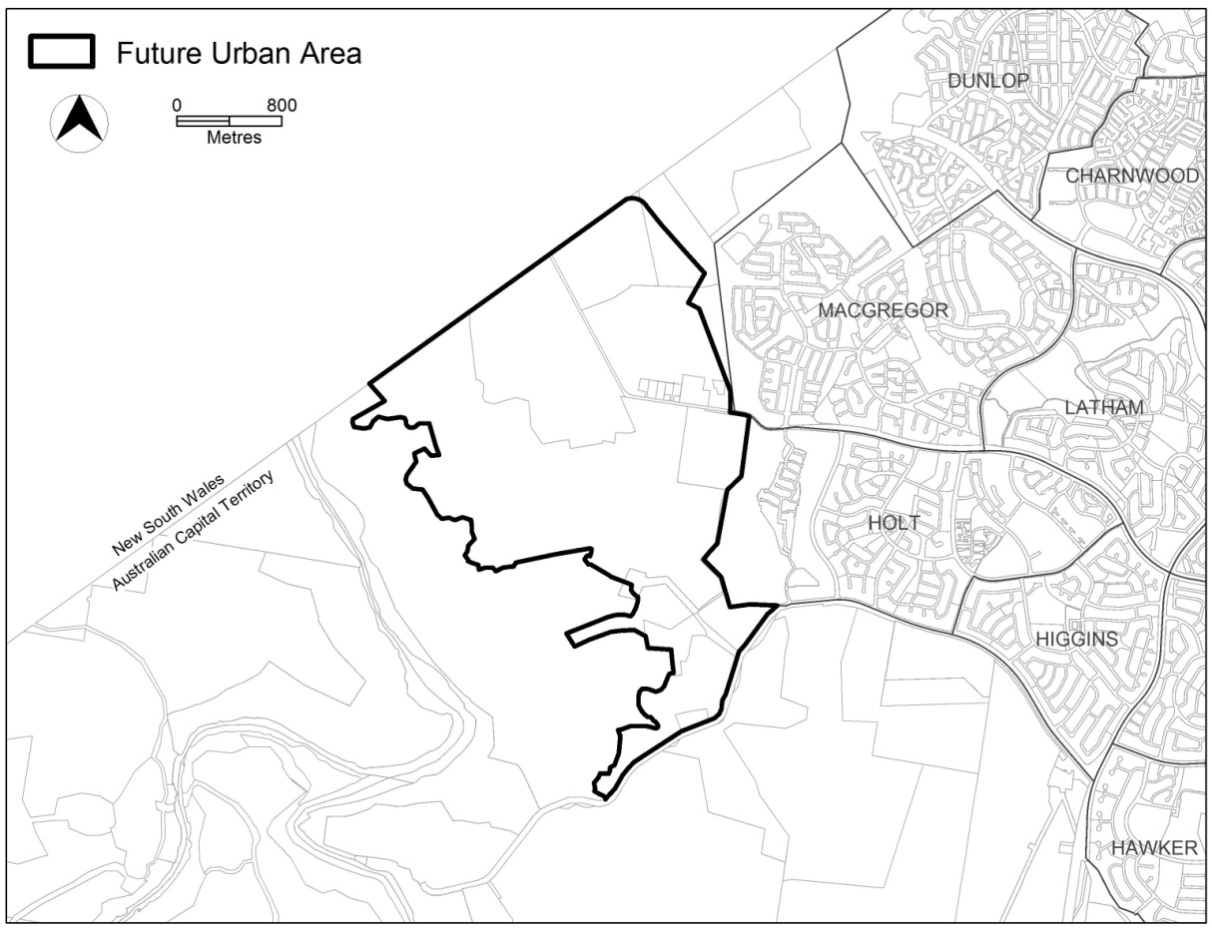 Future Urban Area
0 800
Metres
DUNLOP
CHARNWOOD
MACGREGOR
LATHAM
New South Wales
Australian Capital Territory
HOLT
HIGGINS
HAWKER